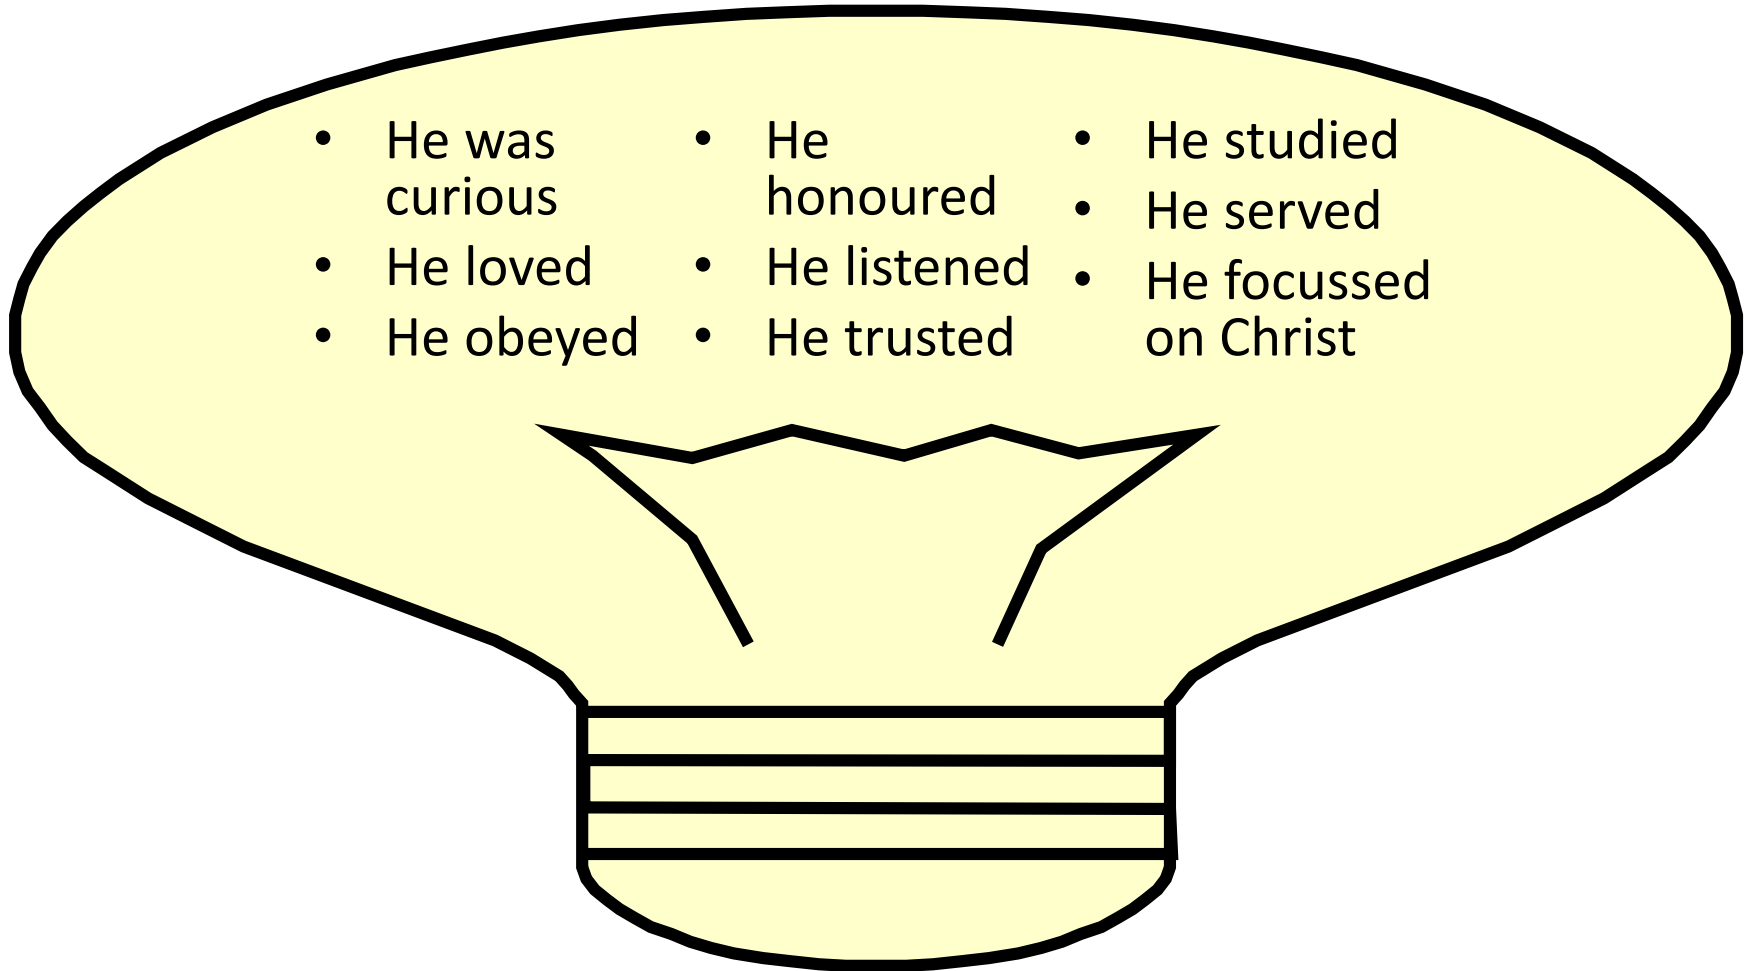 • He was
curious
• He loved
• He obeyed
• He
honoured
• He listened
• He trusted
• He studied
• He served
• He focussed
on Christ